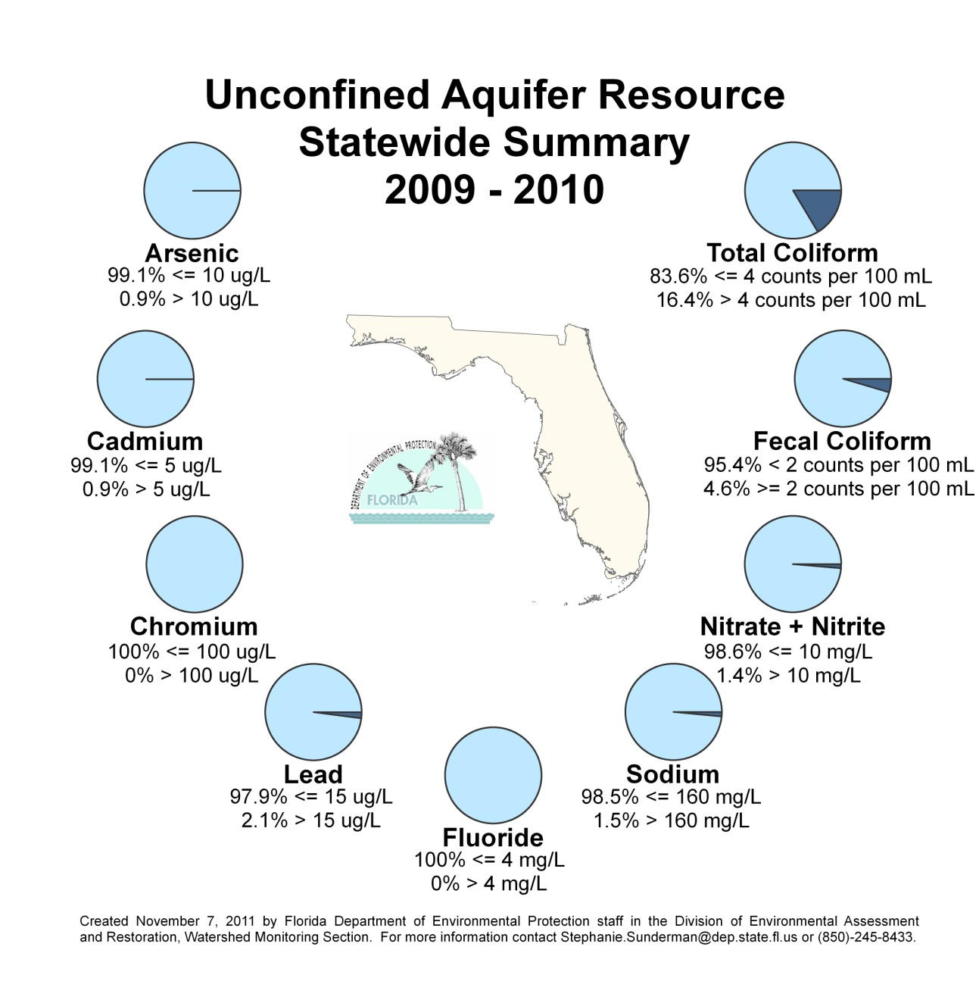 Unconfined Aquifer Resource
Statewide Summary
2009 - 2010
Arsenic
99.1% <= 10 ug/L
0.9% > 10 ug/L
Total Coliform
83.6% <= 4 counts per 100 mL
16.4% > 4 counts per 100 mL
Cadmium
99.1% <= 5 ug/L
0.9% > 5 ug/L
Fecal Coliform
95.4% < 2 counts per 100 mL
4.6% >= 2 counts per 100 mL
DEPARTMENT OF ENVIRONMENTAL PROTECTION
FLORIDA
Chromium
100% <= 100 ug/L
0% > 100 ug/L
Nitrate + Nitrite
98.6% <= 10 mg/L
1.4% > 10 mg/L
Lead
97.9% <= 15 ug/L
2.1% > 15 ug/L
Sodium
98.5% <= 160 mg/L
1.5% > 160 mg/L
Fluoride
100% <= 4 mg/L
0% > 4 mg/L
Created November 7, 2011 by Florida Department of Environmental Protection staff in the Division of Environmental Assessment
and Restoration, Watershed Monitoring Section. For more information contact Stephanie.Sunderman@dep.state.fl.us or (850)-245-8433.